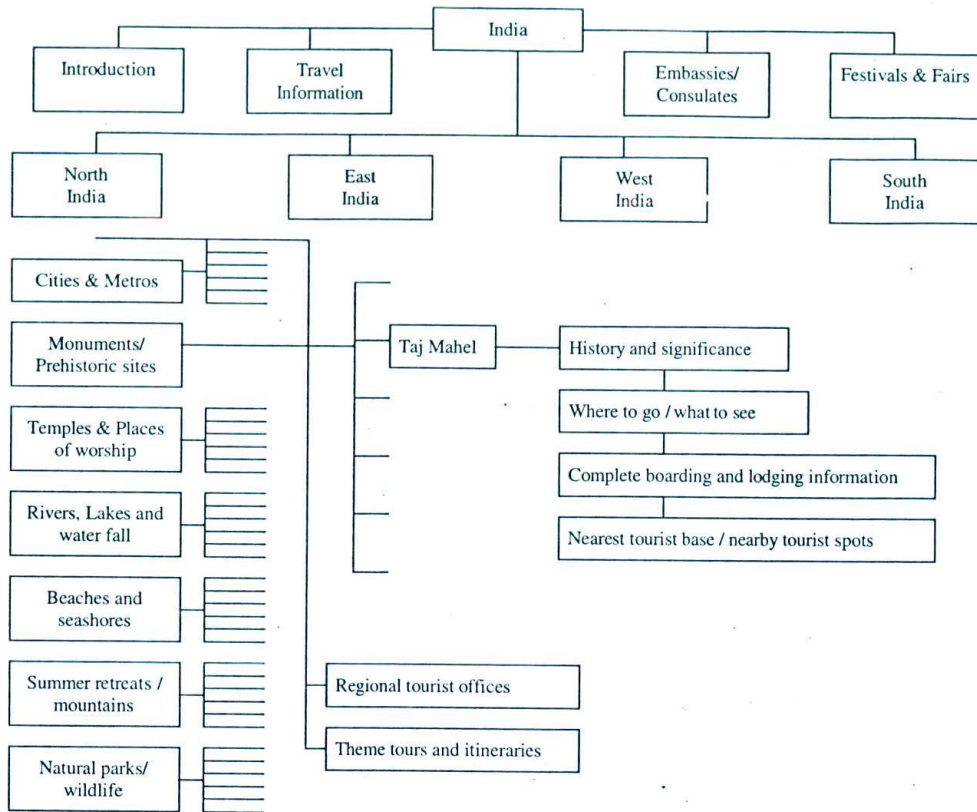 India
Introduction
Travel
Information
Embassies/
Consulates
Festivals & Fairs
North
India
East
India
West
India
South
India
Cities & Metros
Monuments/
Prehistoric sites
Taj Mahel
History and significance
Where to go / what to see
Temples & Places
of worship
Complete boarding and lodging information
Rivers, Lakes and
water fall
Nearest tourist base / nearby tourist spots
Beaches and
seashores
Summer retreats /
mountains
Regional tourist offices
Theme tours and itineraries
Natural parks/
wildlife